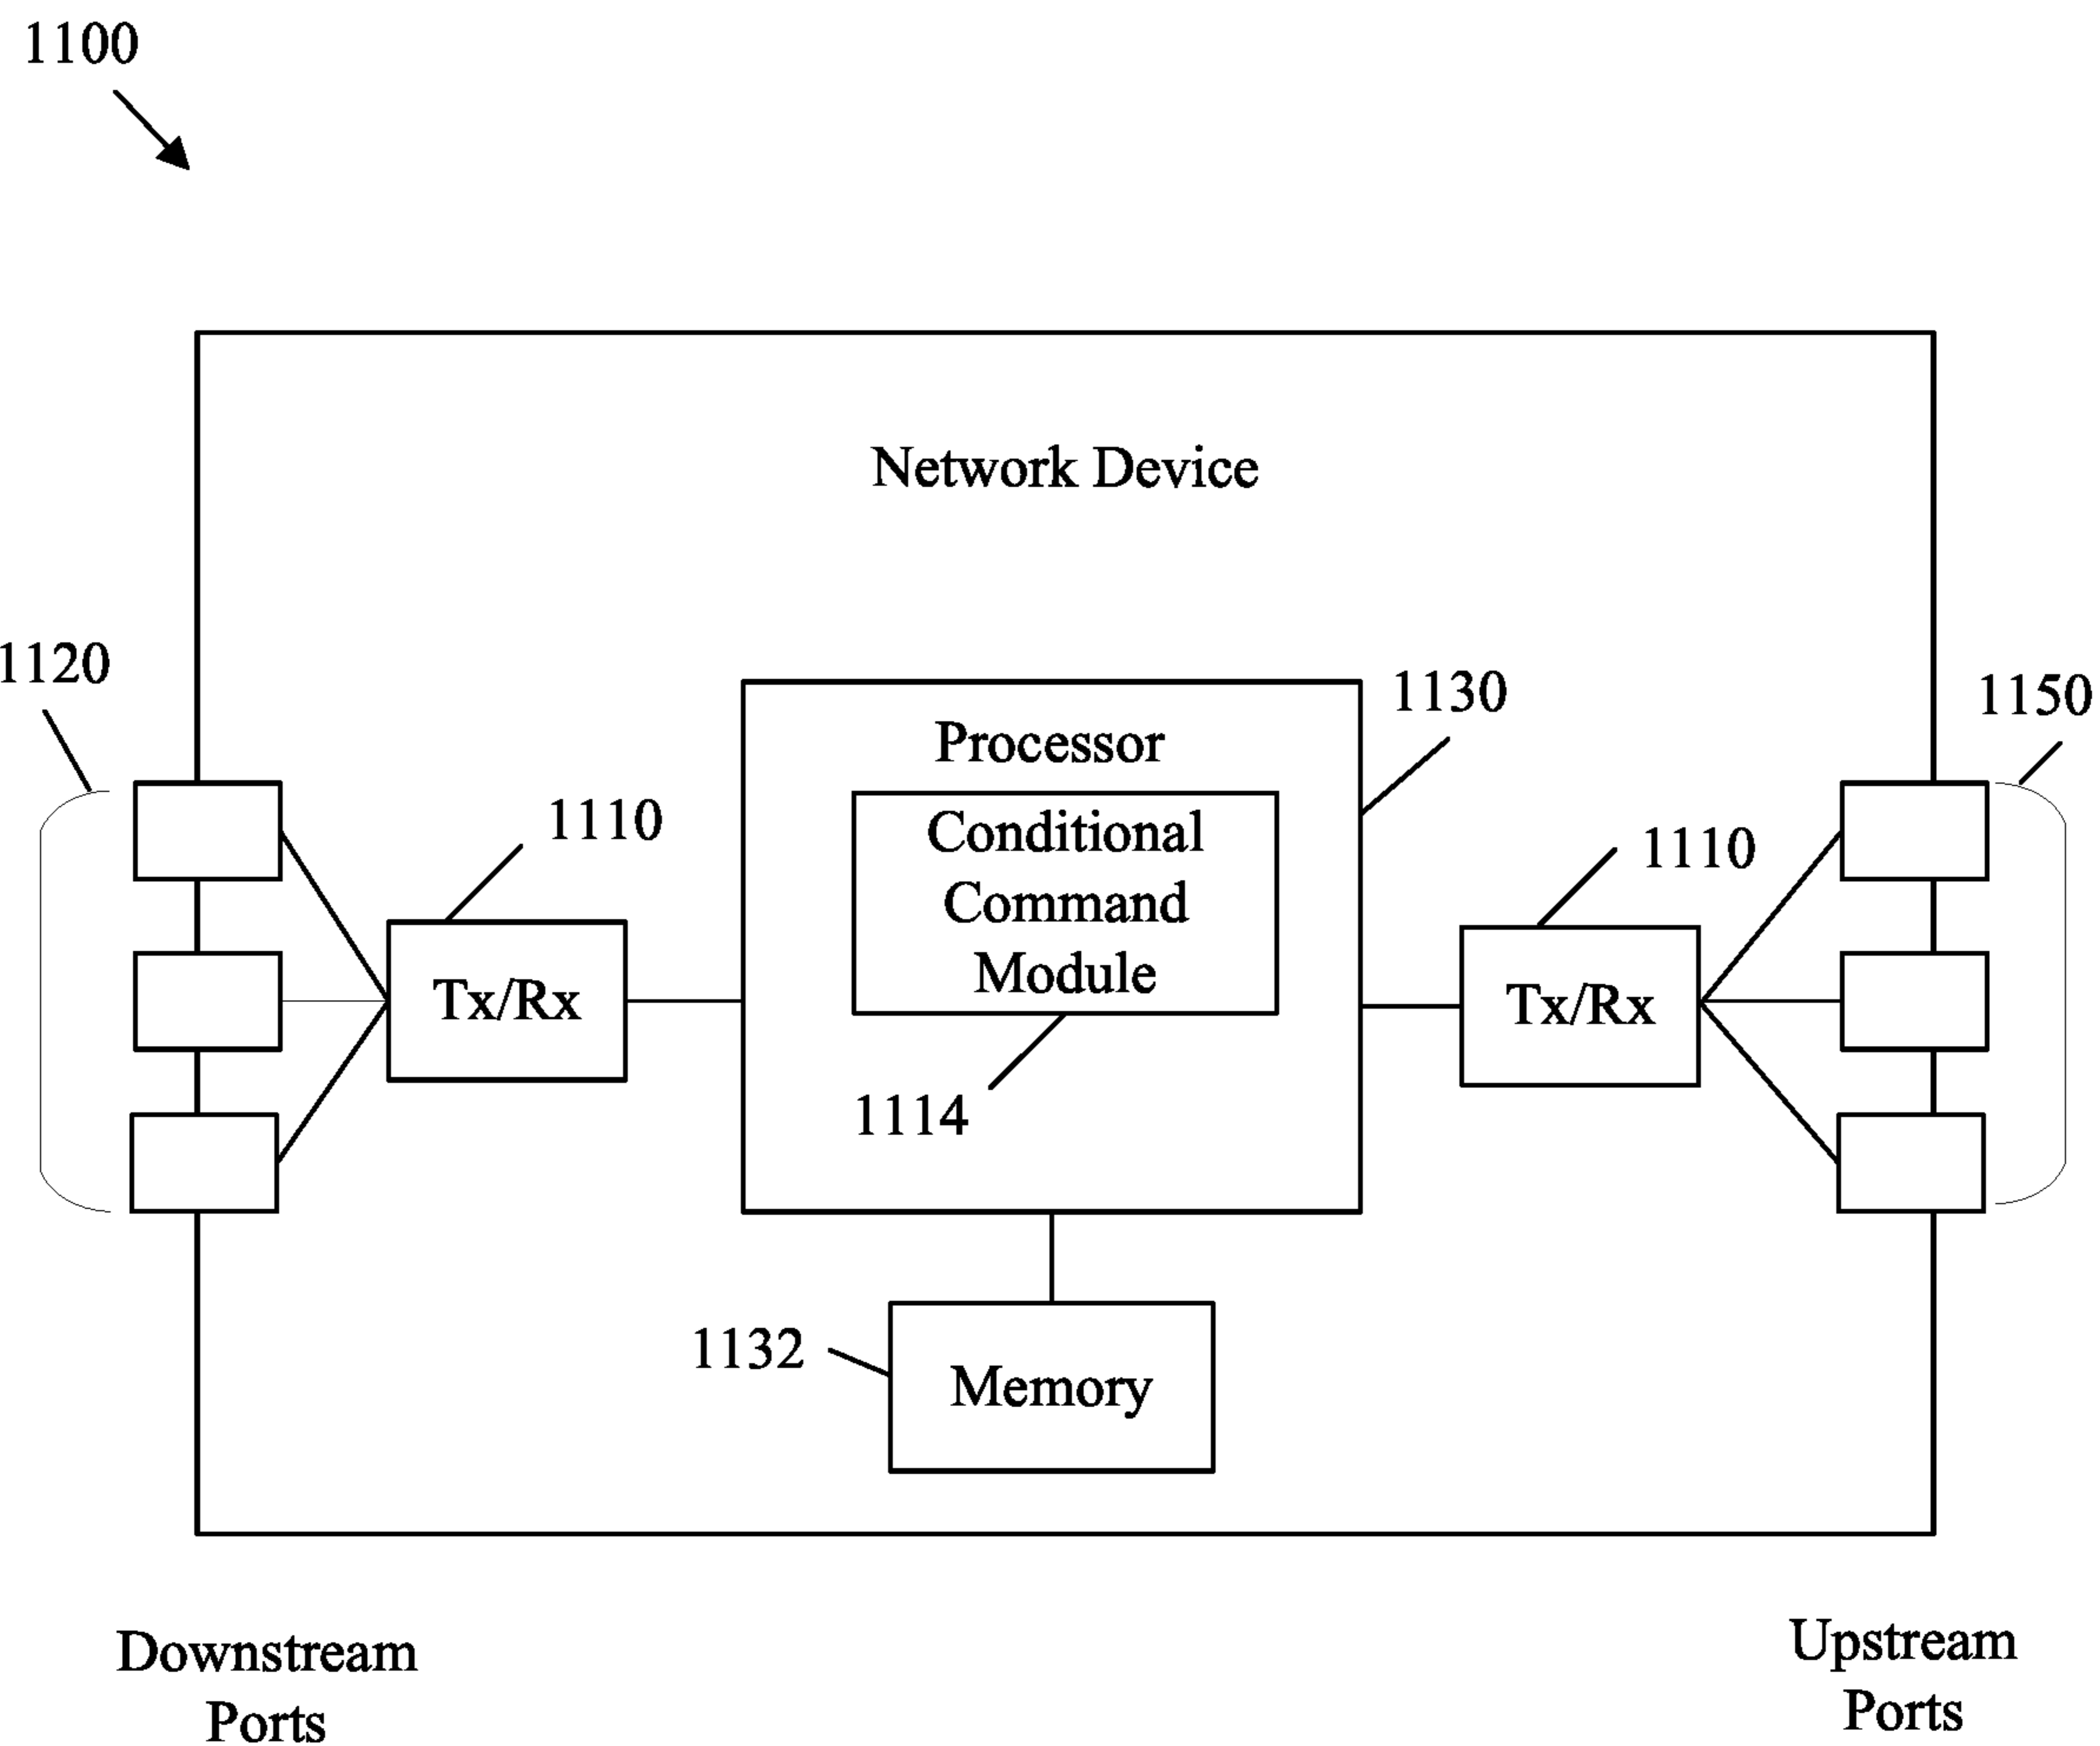 1100
Network Device
1120
1130
1150
Processor
Conditional
Command
Module
1110
1110
Tx/Rx
Tx/Rx
1114
1132
Memory
Downstream
Ports
Upstream
Ports